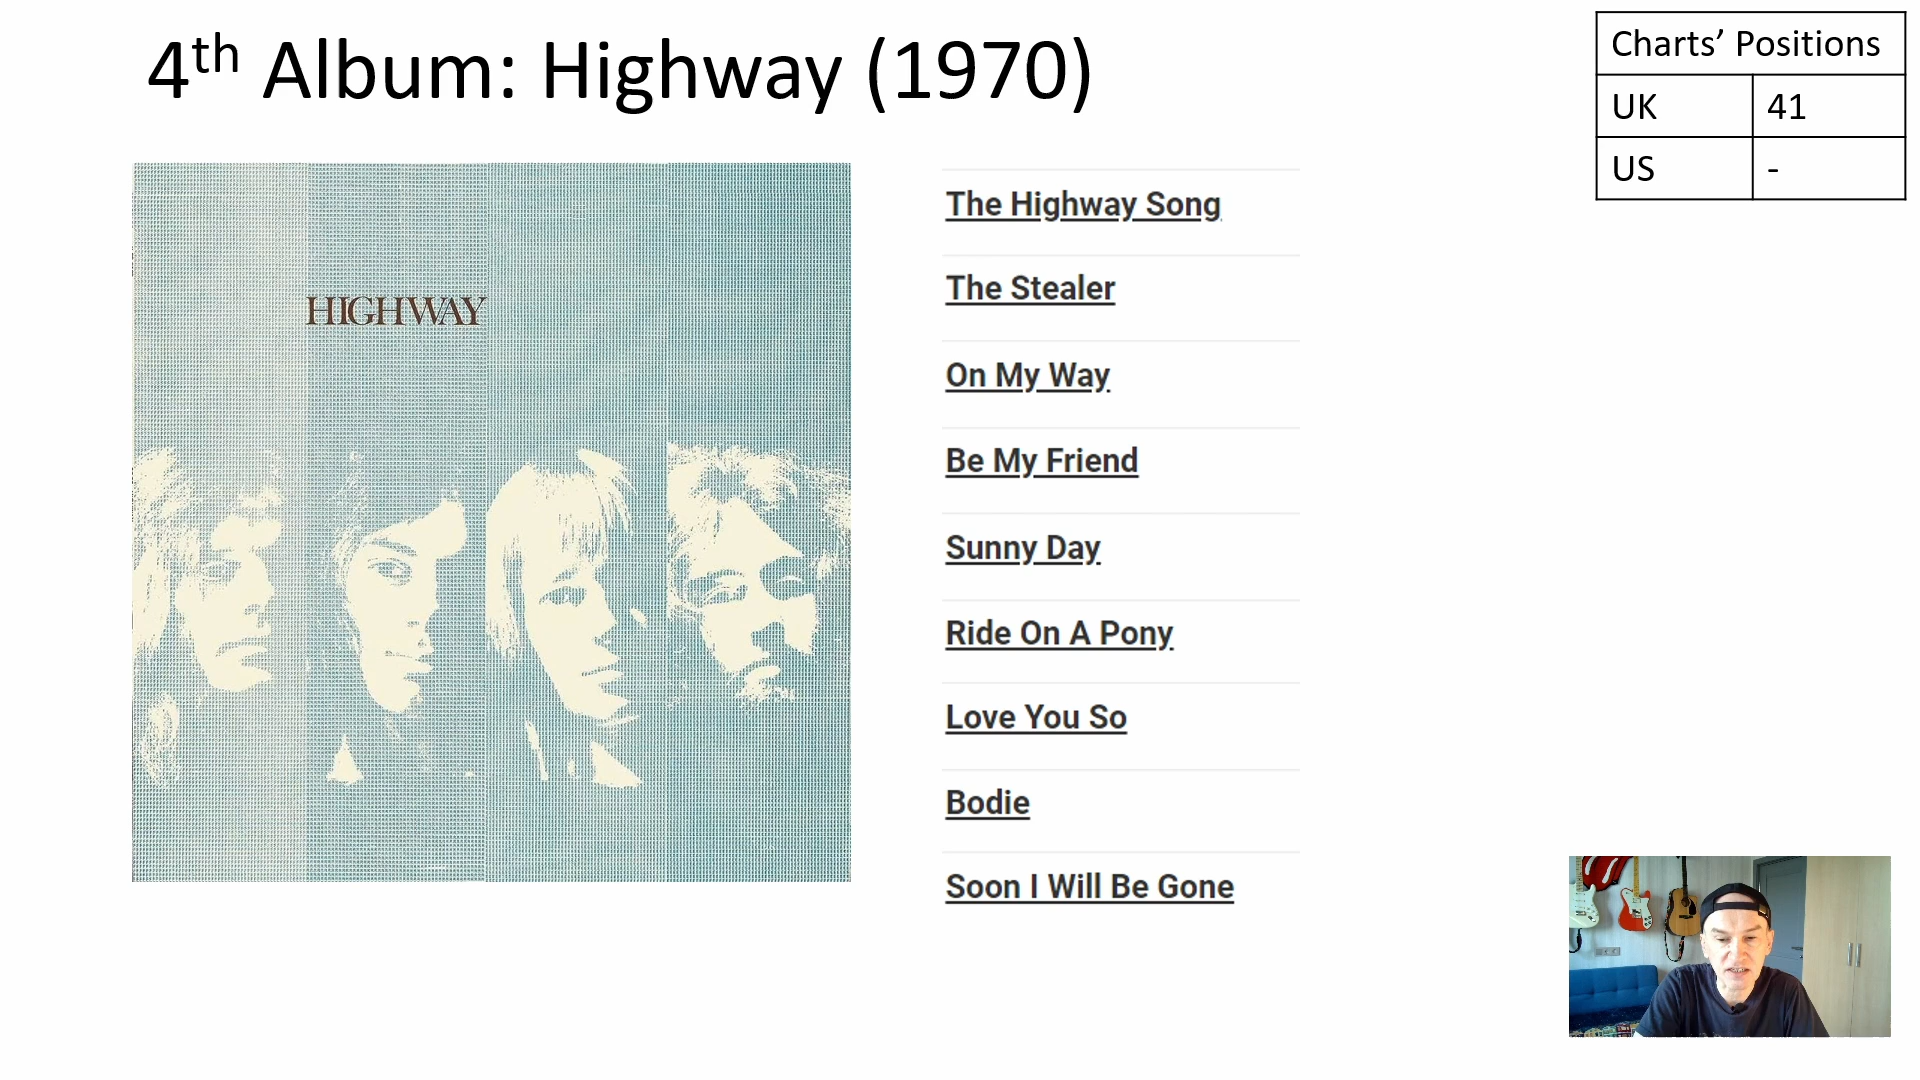 4th Album: Highway (1970)
Charts’ Positions
UK 41
US -
HIGHWAY
The Highway Song
The Stealer
On My Way
Be My Friend
Sunny Day
Ride On A Pony
Love You So
Bodie
Soon I Will Be Gone